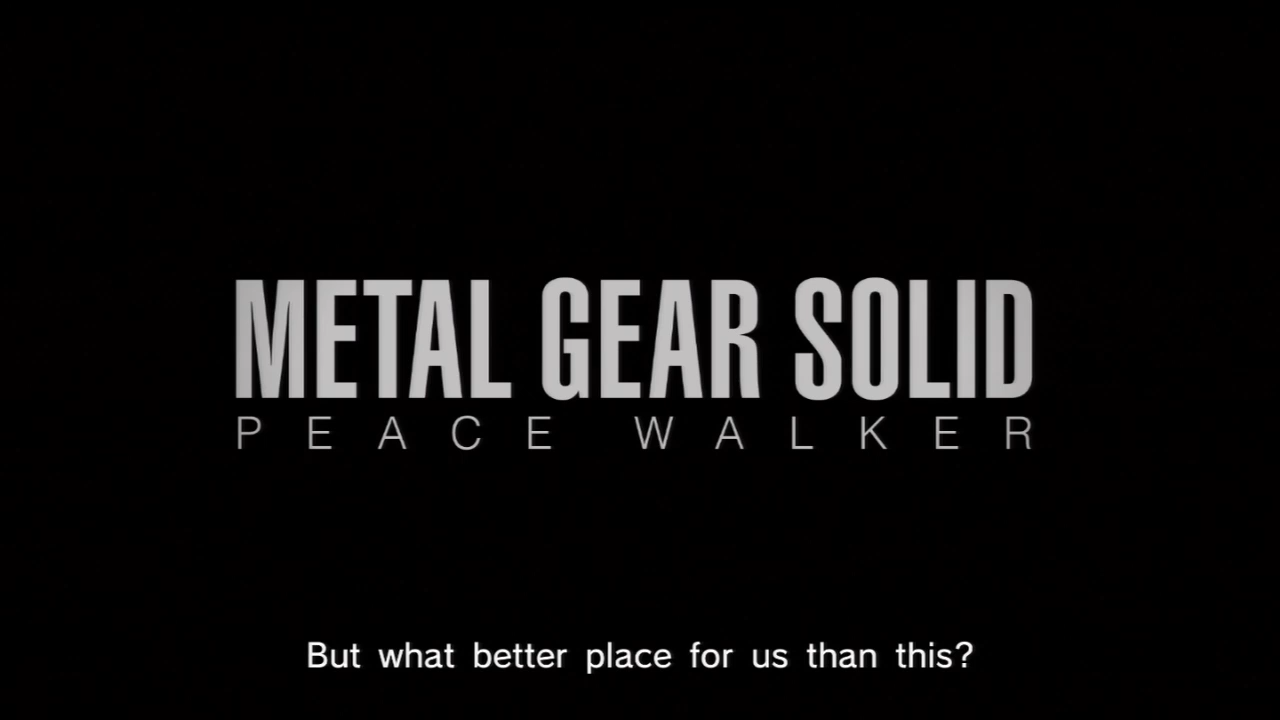 METAL GEAR SOLID
PEACE WALKER
But what better place for us than this?